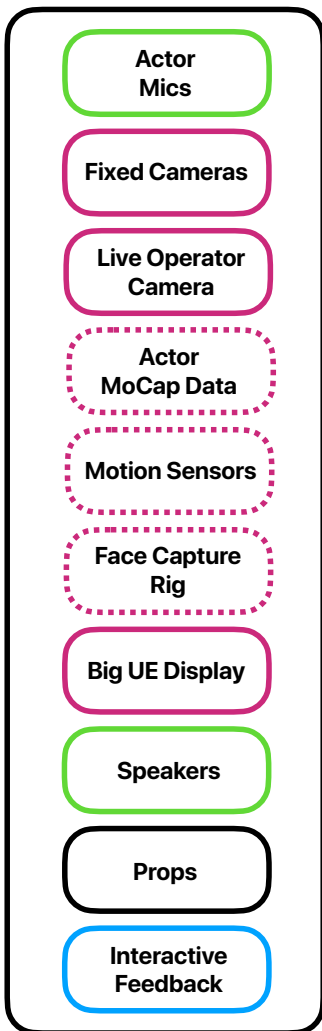 Actor
Mics
Fixed Cameras
Live Operator
Camera
Actor
MoCap Data
Motion Sensors
Face Capture
Rig
Big UE Display
Speakers
Props
Interactive
Feedback